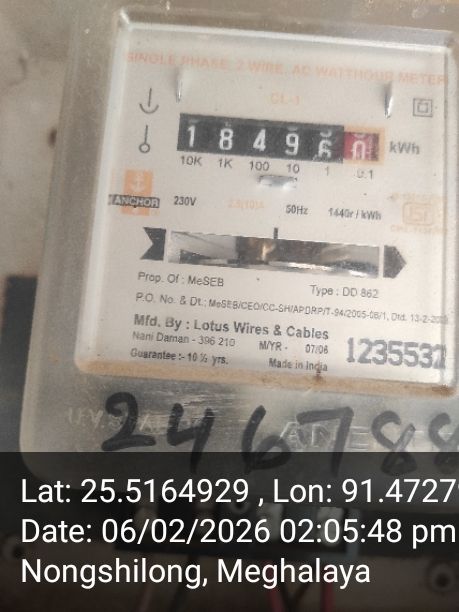 SINGLE PHASE, 2 WIRE, AC WATTHOUR METER
CL-1
1 8 4 9 6 0 kWh
10K 1K 100 10 1 0.1
ANCHOR 230V 2.5(10)A 50Hz 1440r / kWh
Prop. Of : MeSEB
Type : DD 862
P.O. No. & Dt.: MeSEB/CEO/CC-SH/APDRP/T-94/2005-06/1, Dtd. 13-2-
Mfd. By : Lotus Wires & Cables
Nani Daman - 396 210 M/YR - 07/06
Guarantee :- 10 ½ yrs. Made in India
1235532
246788
Lat: 25.5164929 , Lon: 91.4727
Date: 06/02/2026 02:05:48 pm
Nongshilong, Meghalaya